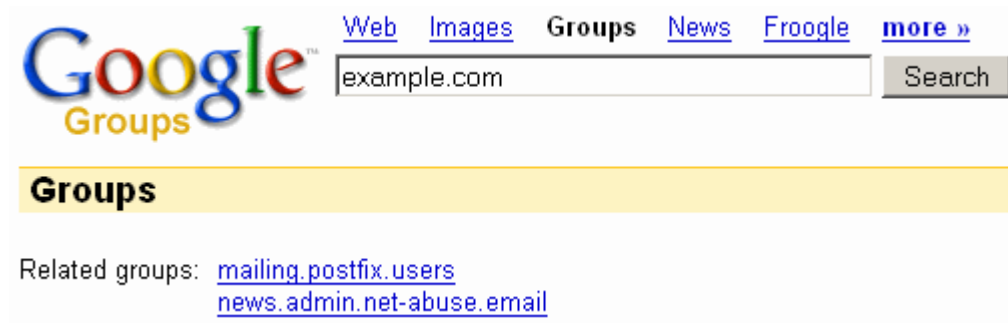 Web Images Groups News Froogle more »
Google™
example.com Search
Groups
Groups
Related groups: mailing.postfix.users
news.admin.net-abuse.email